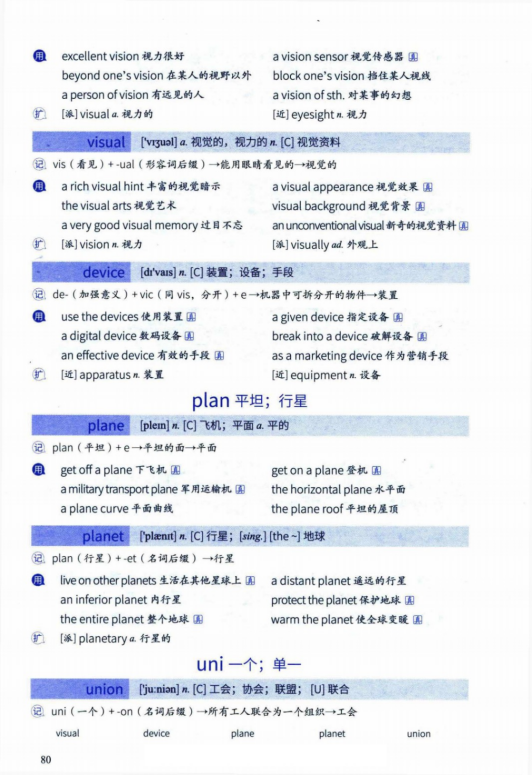 用 excellent vision 视力很好 a vision sensor 视觉传感器 真
beyond one's vision 在某人的视野以外 block one's vision 挡住某人视线
a person of vision 有远见的人 a vision of sth. 对某事的幻想
扩 [派] visual a. 视力的 [近] eyesight n. 视力
visual ['vɪʒuəl] a. 视觉的，视力的 n. [C] 视觉资料
记 vis（看见）+ -ual（形容词后缀）→能用眼睛看见的→视觉的
用 a rich visual hint 丰富的视觉暗示 a visual appearance 视觉效果 真
the visual arts 视觉艺术 visual background 视觉背景 真
a very good visual memory 过目不忘 an unconventional visual 新奇的视觉资料 真
扩 [派] vision n. 视力 [派] visually ad. 外观上
device [dɪ'vaɪs] n. [C] 装置；设备；手段
记 de-（加强意义）+ vic（同 vis，分开）+ e→机器中可拆分开的物件→装置
用 use the devices 使用装置 真 a given device 指定设备 真
a digital device 数码设备 真 break into a device 破解设备 真
an effective device 有效的手段 真 as a marketing device 作为营销手段
扩 [近] apparatus n. 装置 [近] equipment n. 设备
plan 平坦；行星
plane [pleɪn] n. [C] 飞机；平面 a. 平的
记 plan（平坦）+ e→平坦的面→平面
用 get off a plane 下飞机 真 get on a plane 登机 真
a military transport plane 军用运输机 真 the horizontal plane 水平面
a plane curve 平面曲线 the plane roof 平坦的屋顶
planet ['plænɪt] n. [C] 行星；[sing.] [the ~] 地球
记 plan（行星）+ -et（名词后缀）→行星
用 live on other planets 生活在其他星球上 真 a distant planet 遥远的行星
an inferior planet 内行星 protect the planet 保护地球 真
the entire planet 整个地球 真 warm the planet 使全球变暖 真
扩 [派] planetary a. 行星的
uni 一个；单一
union ['juːniən] n. [C] 工会；协会；联盟；[U] 联合
记 uni（一个）+ -on（名词后缀）→所有工人联合为一个组织→工会
visual device plane planet union
80